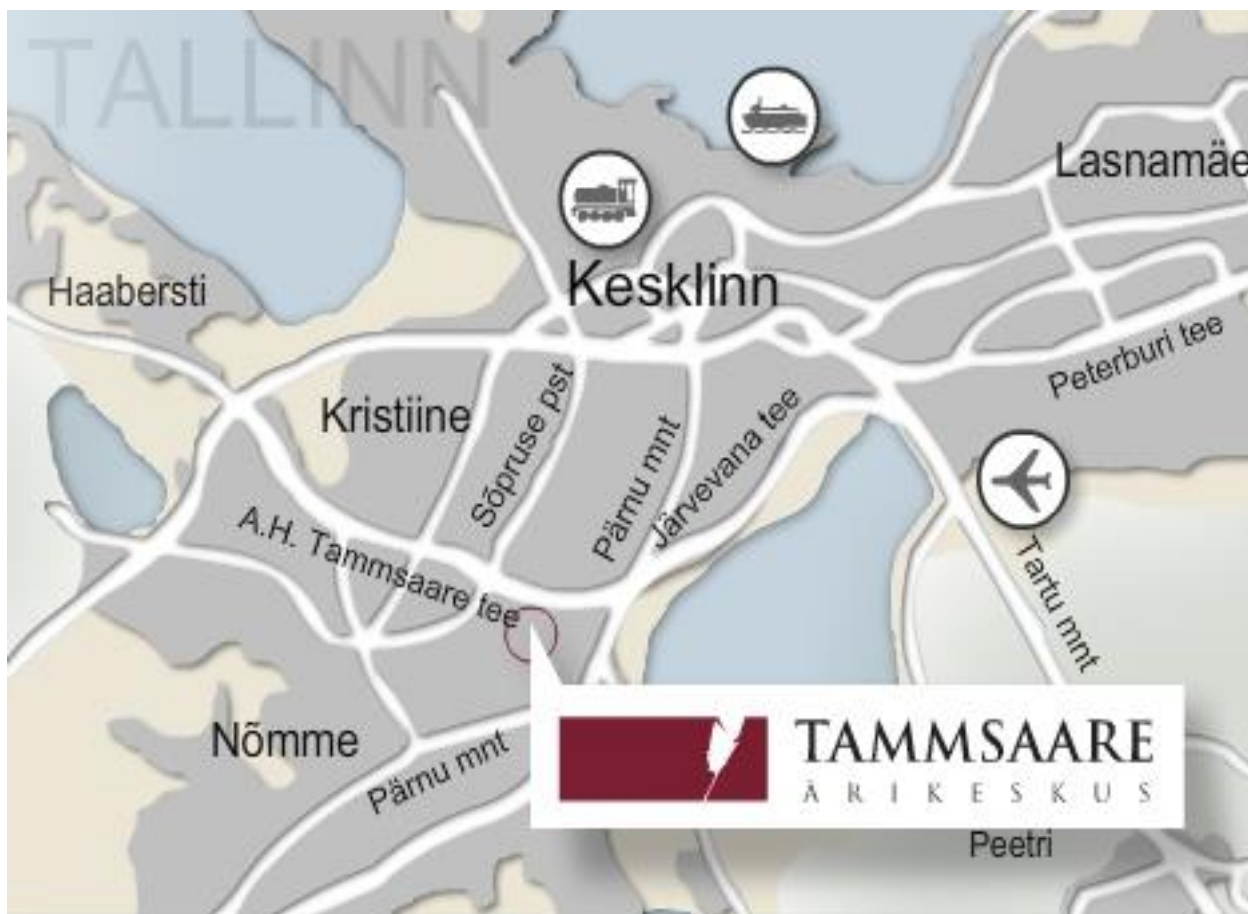 TALLINN
Lasnamäe
Haabersti
Kesklinn
Peterburi tee
Kristiine
Sõpruse pst
Pärnu mnt
Järvevana tee
A.H. Tammsaare tee
Tartu mnt
Nõmme
Pärnu mnt
TAMMSAARE
ÄRIKESKUS
Peetri